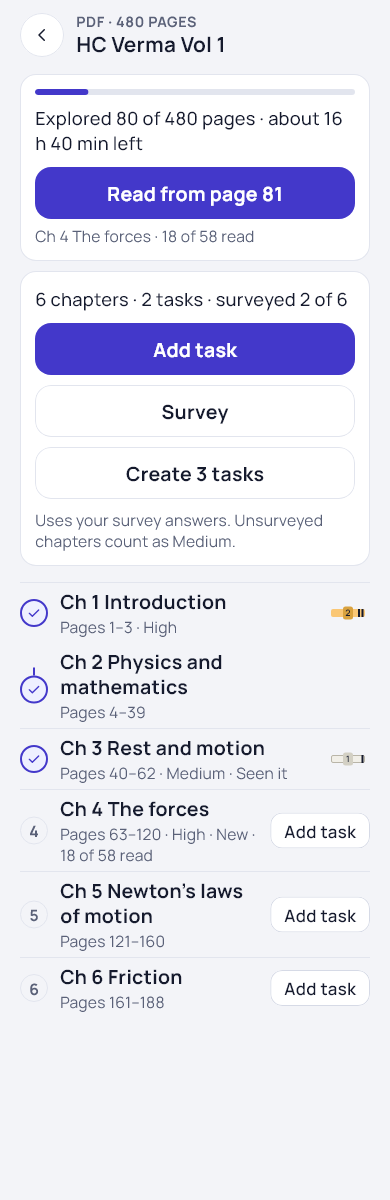 PDF · 480 PAGES
HC Verma Vol 1
Explored 80 of 480 pages · about 16
h 40 min left
Read from page 81
Ch 4 The forces · 18 of 58 read
6 chapters · 2 tasks · surveyed 2 of 6
Add task
Survey
Create 3 tasks
Uses your survey answers. Unsurveyed
chapters count as Medium.
Ch 1 Introduction
Pages 1–3 · High
2
Ch 2 Physics and
mathematics
Pages 4–39
Ch 3 Rest and motion
Pages 40–62 · Medium · Seen it
1
4
Ch 4 The forces
Pages 63–120 · High · New ·
18 of 58 read
Add task
5
Ch 5 Newton’s laws
of motion
Pages 121–160
Add task
6
Ch 6 Friction
Pages 161–188
Add task